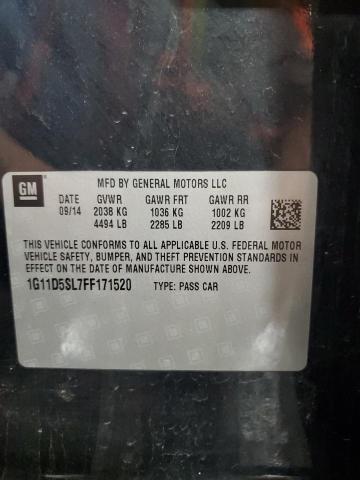 GM
MFD BY GENERAL MOTORS LLC
DATE GVWR GAWR FRT GAWR RR
09/14 2038 KG 1036 KG 1002 KG
4494 LB 2285 LB 2209 LB
THIS VEHICLE CONFORMS TO ALL APPLICABLE U.S. FEDERAL MOTOR
VEHICLE SAFETY, BUMPER, AND THEFT PREVENTION STANDARDS IN
EFFECT ON THE DATE OF MANUFACTURE SHOWN ABOVE.
1G11D5SL7FF171520 TYPE: PASS CAR